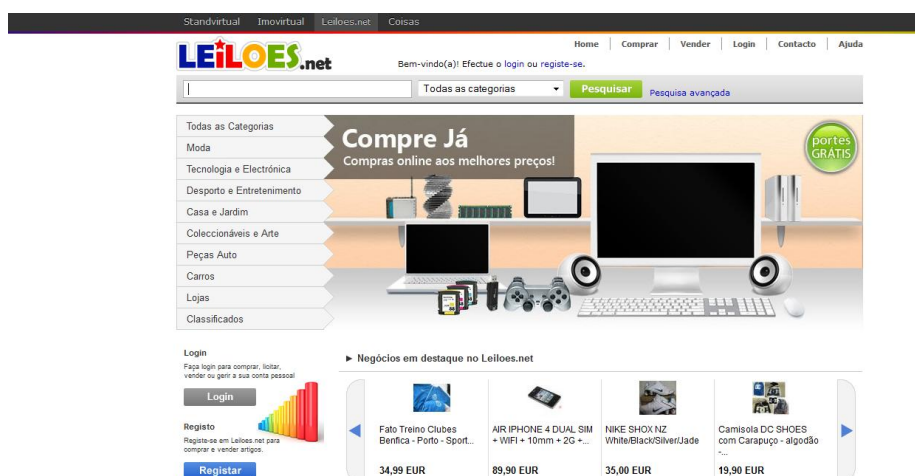 Standvirtual Imovirtual Leiloes.net Coisas
LEiLOES.net
Home Comprar Vender Login Contacto Ajuda
Bem-vindo(a)! Efectue o login ou registe-se.
Todas as categorias
Pesquisar
Pesquisa avançada
Todas as Categorias
Moda
Tecnologia e Electrónica
Desporto e Entretenimento
Casa e Jardim
Coleccionáveis e Arte
Peças Auto
Carros
Lojas
Classificados
Compre Já
Compras online aos melhores preços!
portes
GRÁTIS
Login
Faça login para comprar, licitar,
vender ou gerir a sua conta pessoal
Login
Registo
Registe-se em Leiloes.net para
comprar e vender artigos.
Registar
► Negócios em destaque no Leiloes.net
Fato Treino Clubes
Benfica - Porto - Sport...
34,99 EUR
AIR IPHONE 4 DUAL SIM
+ WIFI + 10mm + 2G +...
89,90 EUR
NIKE SHOX NZ
White/Black/Silver/Jade
35,00 EUR
Camisola DC SHOES
com Carapuço - algodão
-...
19,90 EUR